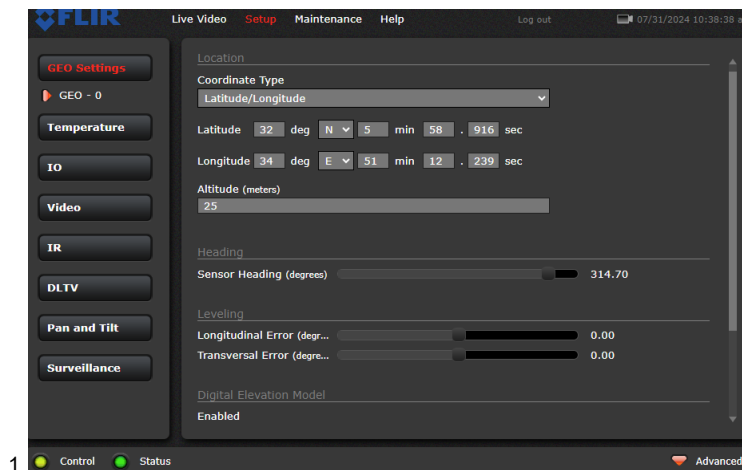 FLIR Live Video Setup Maintenance Help Log out 07/31/2024 10:38:38 a
GEO Settings
GEO - 0
Temperature
IO
Video
IR
DLTV
Pan and Tilt
Surveillance
Location
Coordinate Type
Latitude/Longitude
Latitude 32 deg N 5 min 58 . 916 sec
Longitude 34 deg E 51 min 12 . 239 sec
Altitude (meters)
25
Heading
Sensor Heading (degrees) 314.70
Leveling
Longitudinal Error (degr... 0.00
Transversal Error (degre... 0.00
Digital Elevation Model
Enabled
1 Control Status Advanced